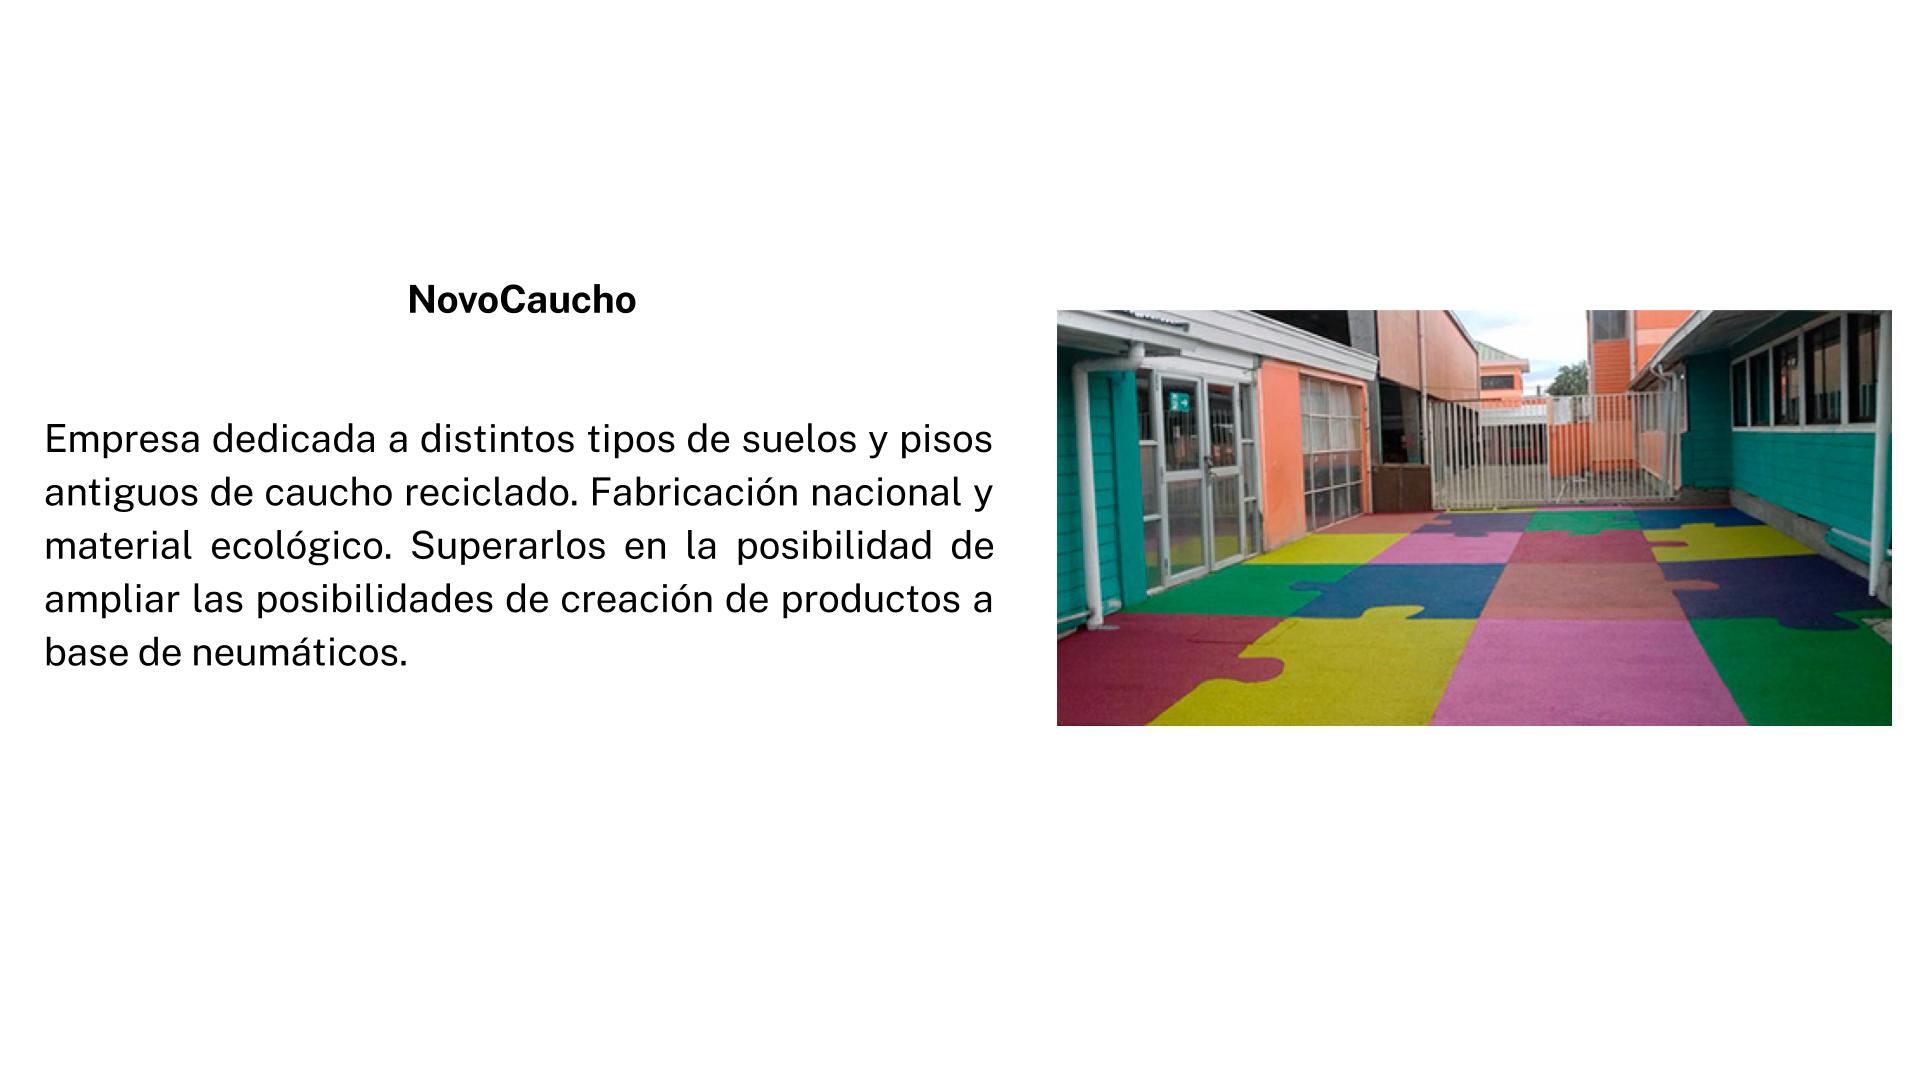 NovoCaucho
Empresa dedicada a distintos tipos de suelos y pisos
antiguos de caucho reciclado. Fabricación nacional y
material ecológico. Superarlos en la posibilidad de
ampliar las posibilidades de creación de productos a
base de neumáticos.